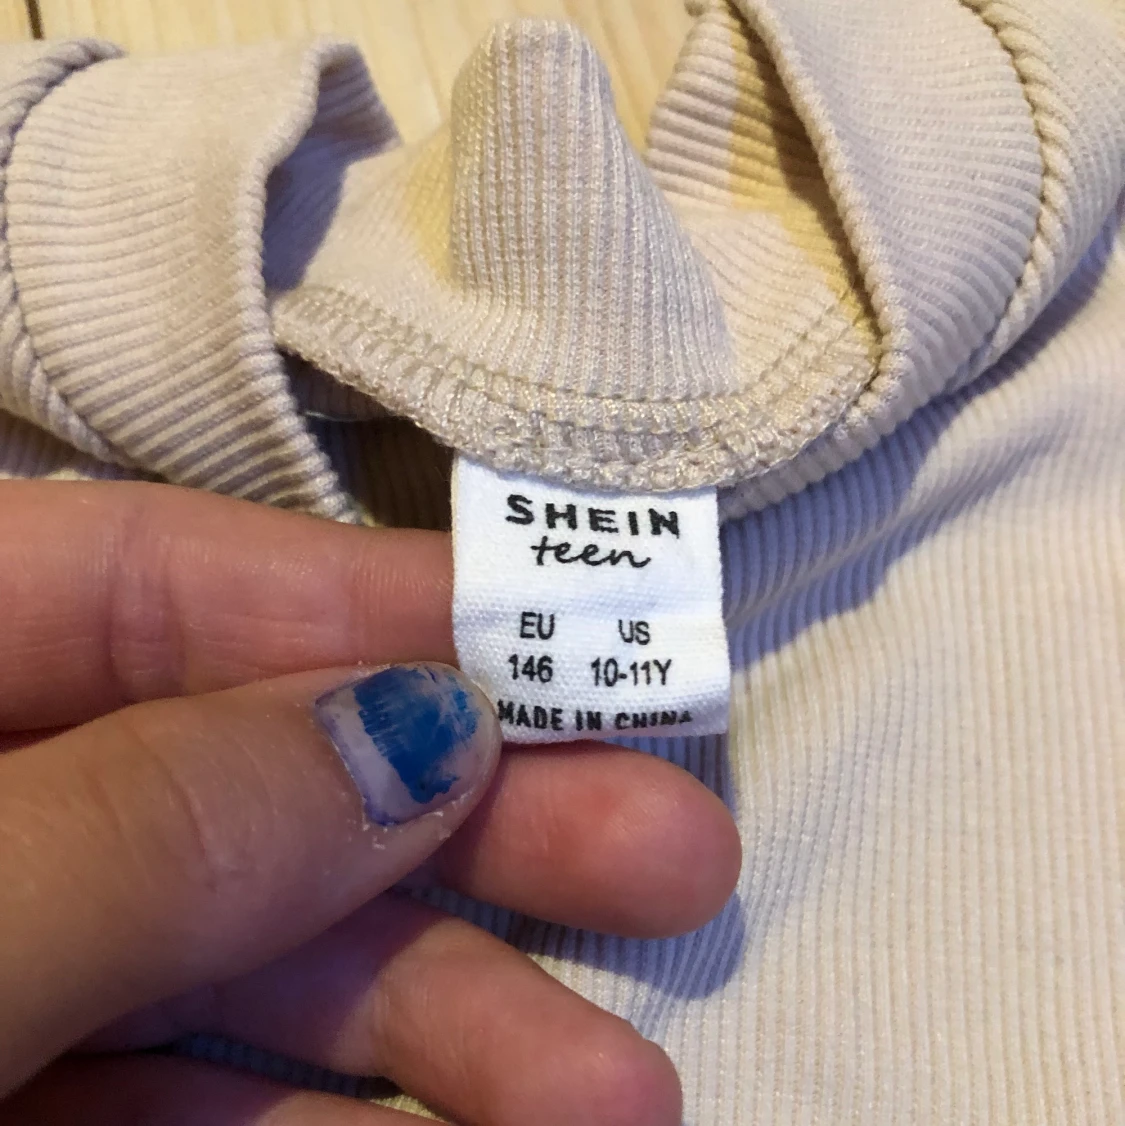 SHEIN
teen
EU US
146 10-11Y
MADE IN CHINA